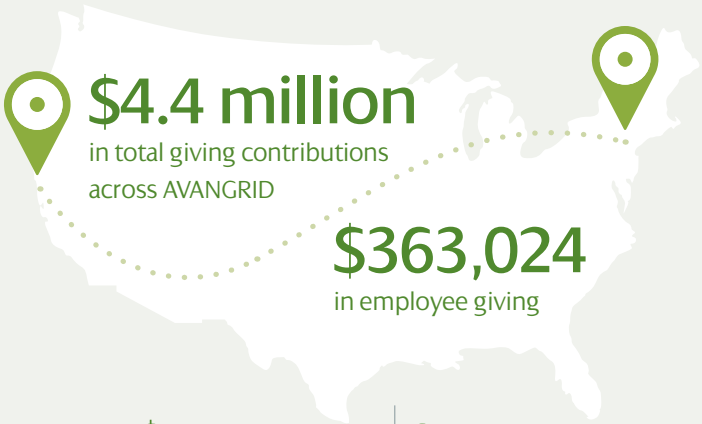 $4.4 million
in total giving contributions
across AVANGRID
$363,024
in employee giving